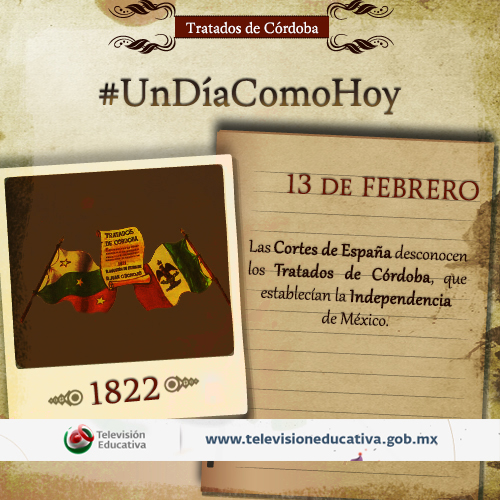 Tratados de Córdoba
#UnDíaComoHoy
13 DE FEBRERO
Las Cortes de España desconocen
los Tratados de Córdoba, que
establecían la Independencia
de México.
TRATADOS
DE CÓRDOBA
1822
Televisión
Educativa
www.televisioneducativa.gob.mx